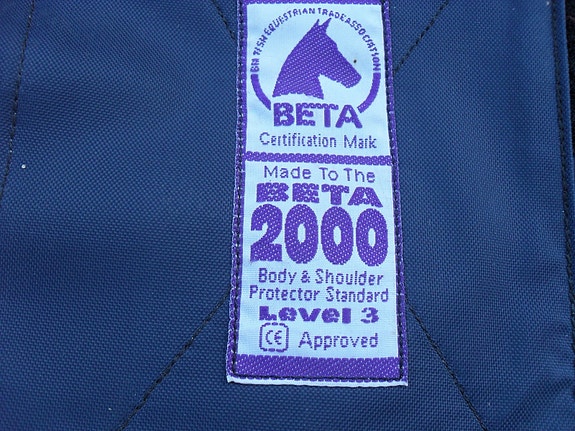 BRITISH EQUESTRIAN TRADE ASSOCIATION
BETA
Certification Mark
Made To The
BETA
2000
Body & Shoulder
Protector Standard
Level 3
CE Approved